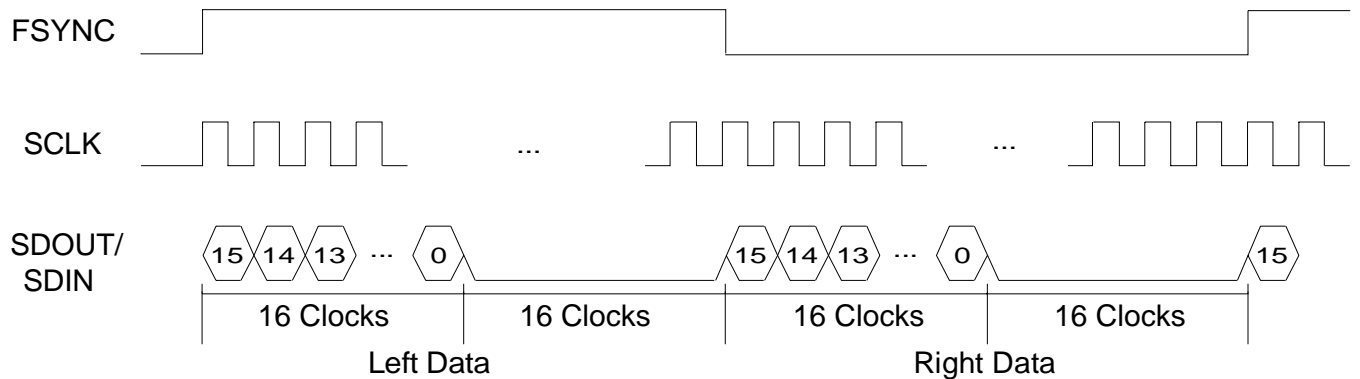 FSYNC
SCLK
...
...
SDOUT/
SDIN
15 14 13 ... 0
15 14 13 ... 0
15
16 Clocks
16 Clocks
16 Clocks
16 Clocks
Left Data
Right Data